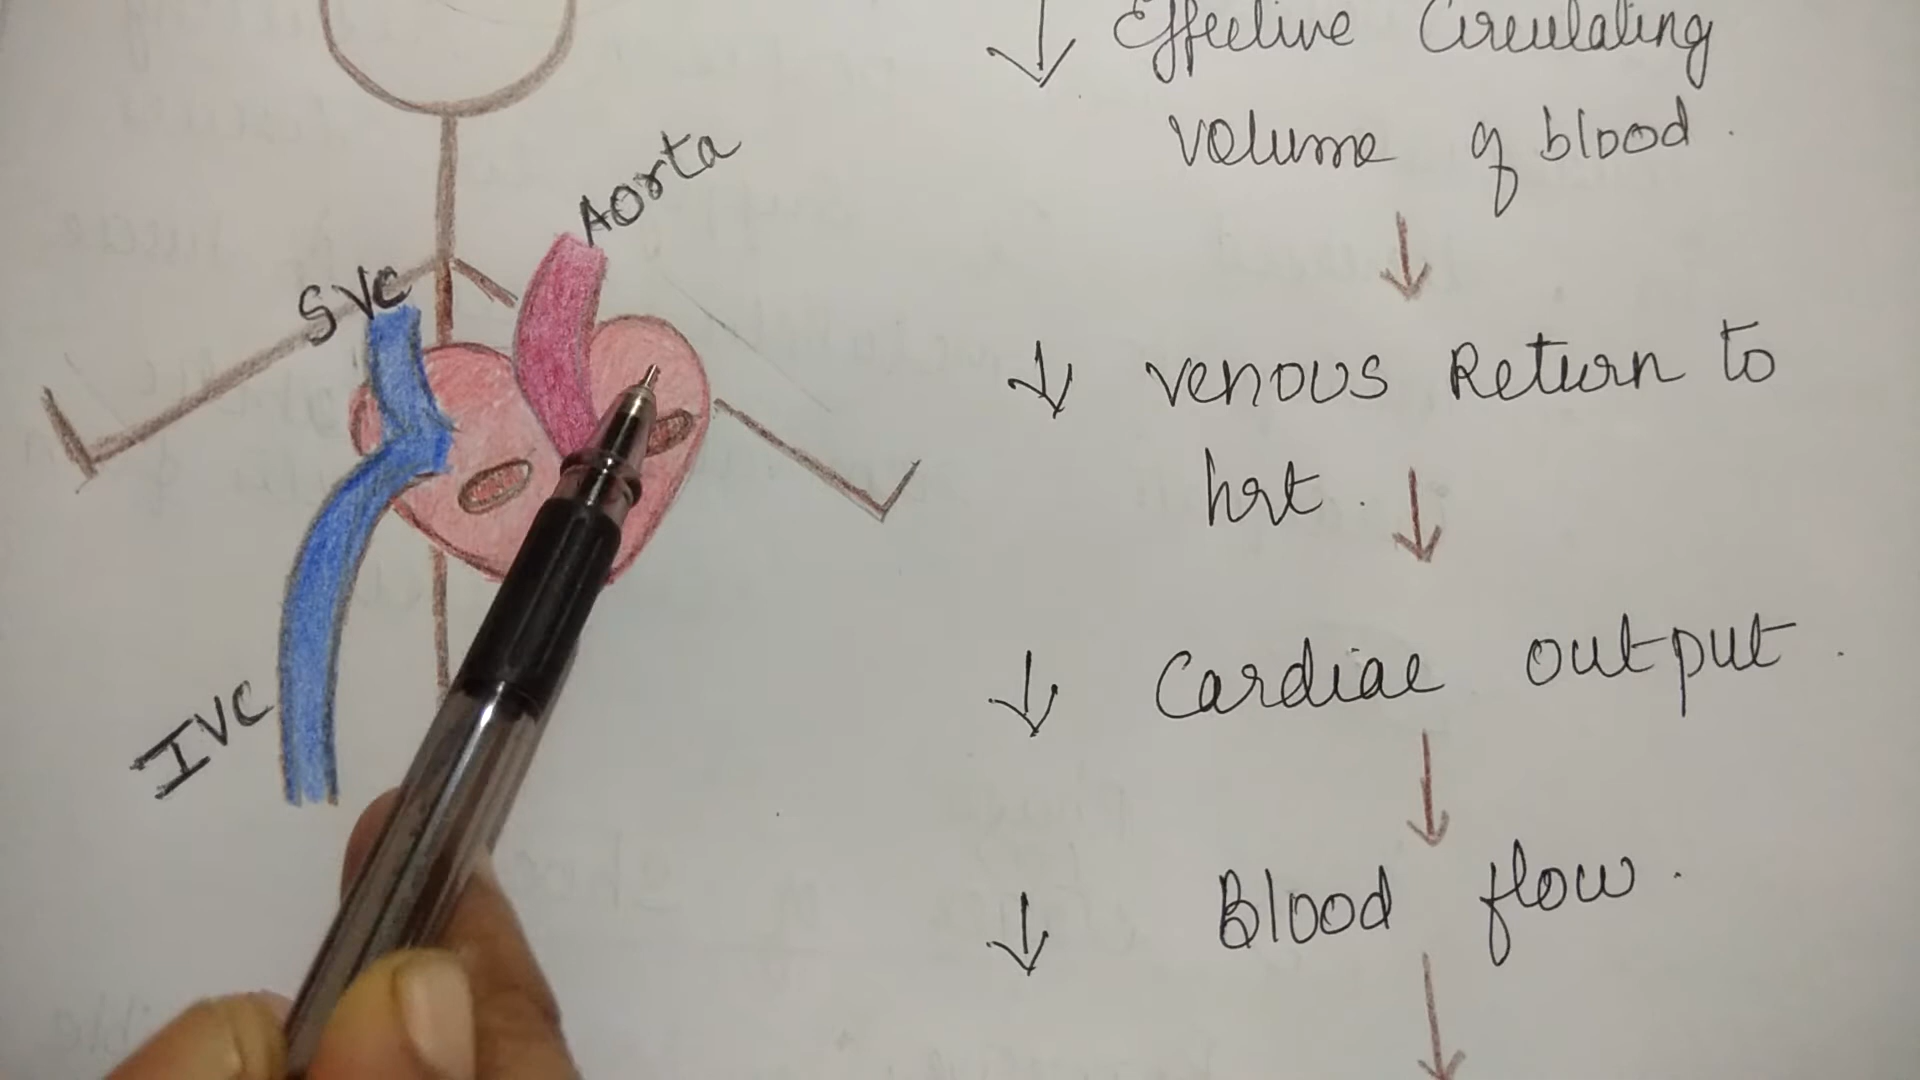 ↓ Effective Circulating
volume of blood.
↓
↓ venous Return to
hrt.
↓
↓ Cardiac output.
↓
↓ Blood flow.
↓
Aorta
SVC
IVC